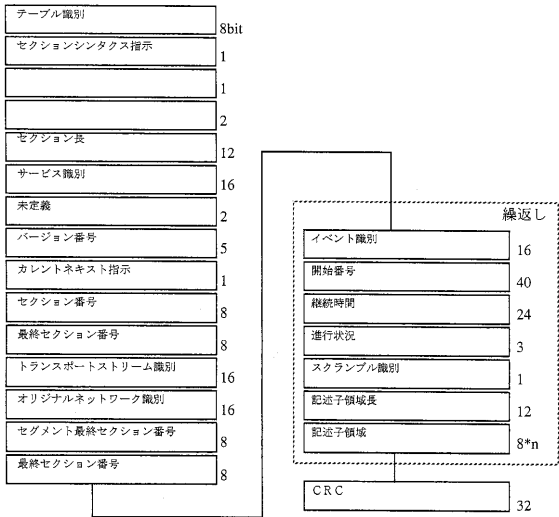 テーブル識別
8bit
セクションシンタクス指示
1
1
2
セクション長
12
サービス識別
16
未定義
2
バージョン番号
5
カレントネキスト指示
1
セクション番号
8
最終セクション番号
8
トランスポートストリーム識別
16
オリジナルネットワーク識別
16
セグメント最終セクション番号
8
最終セクション番号
8
繰返し
イベント識別
16
開始番号
40
継続時間
24
進行状況
3
スクランブル識別
1
記述子領域長
12
記述子領域
8*n
CRC
32